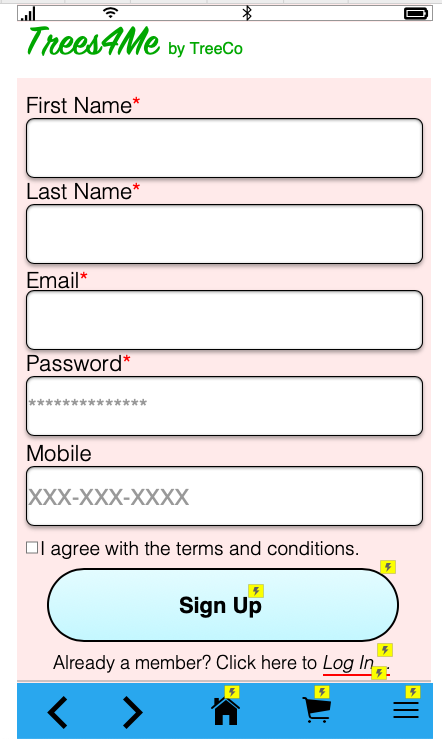 Trees4Me by TreeCo
First Name*
Last Name*
Email*
Password*
**************
Mobile
XXX-XXX-XXXX
I agree with the terms and conditions.
Sign Up
Already a member? Click here to Log In